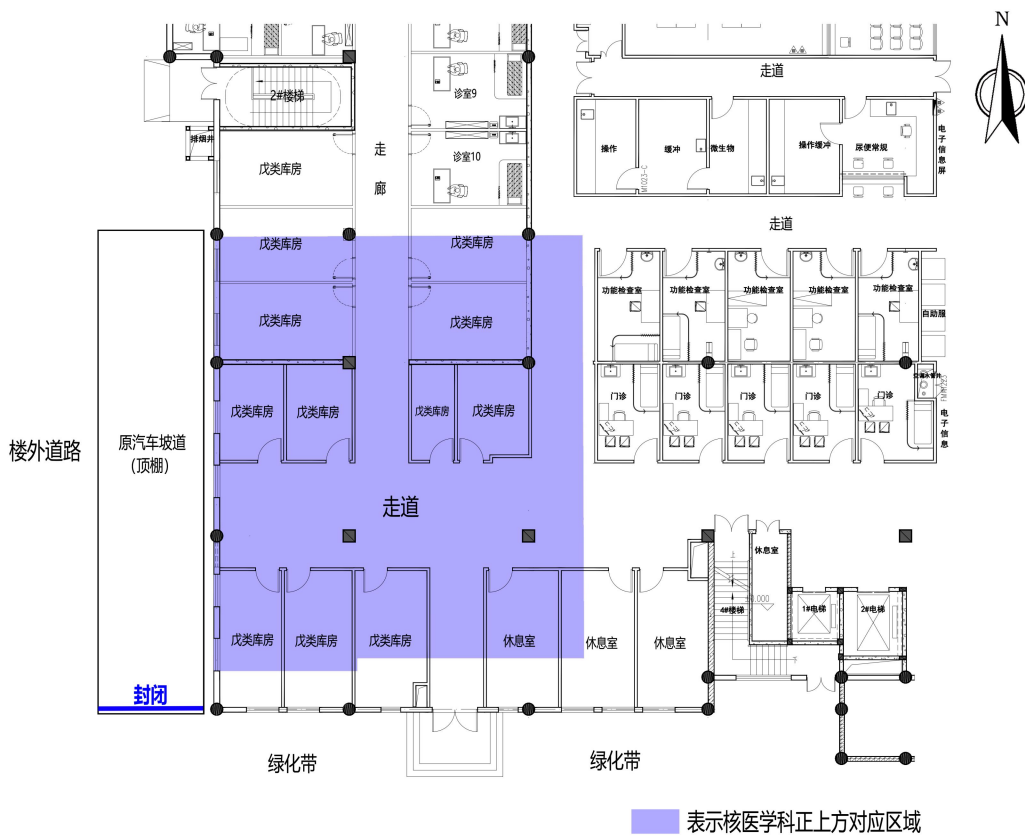 N
走道
2#楼梯
诊室9
排烟井
走廊
诊室10
操作
缓冲
微生物
操作缓冲
尿便常规
电子信息屏
戊类库房
M1023-C
走道
戊类库房
戊类库房
功能检查室
功能检查室
功能检查室
功能检查室
功能检查室
自助服
戊类库房
戊类库房
门诊
门诊
门诊
门诊
门诊
电子信息
戊类库房
戊类库房
戊类库房
戊类库房
楼外道路
原汽车坡道
(顶棚)
走道
休息室
上
4#楼梯
±0.000
1#电梯
2#电梯
戊类库房
戊类库房
戊类库房
休息室
休息室
休息室
下
封闭
绿化带
绿化带
表示核医学科正上方对应区域